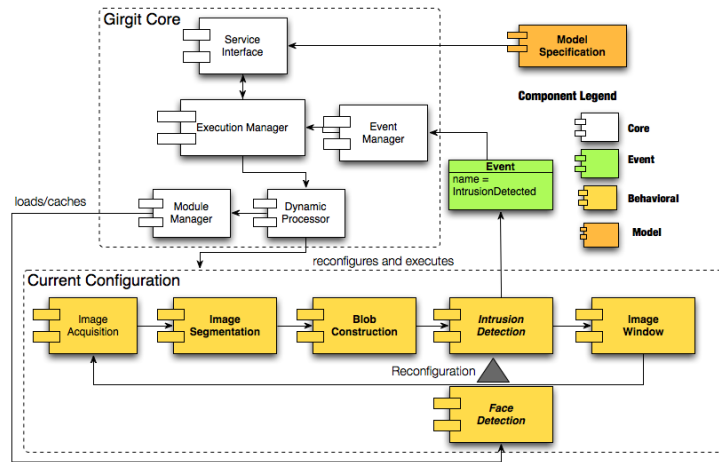 Girgit Core
Service
Interface
Model
Specification
Component Legend
Execution Manager
Event
Manager
Core
Event
name =
IntrusionDetected
Event
Behavioral
Model
loads/caches
Module
Manager
Dynamic
Processor
reconfigures and executes
Current Configuration
Image
Acquisition
Image
Segmentation
Blob
Construction
Intrusion
Detection
Image
Window
Reconfiguration
Face
Detection